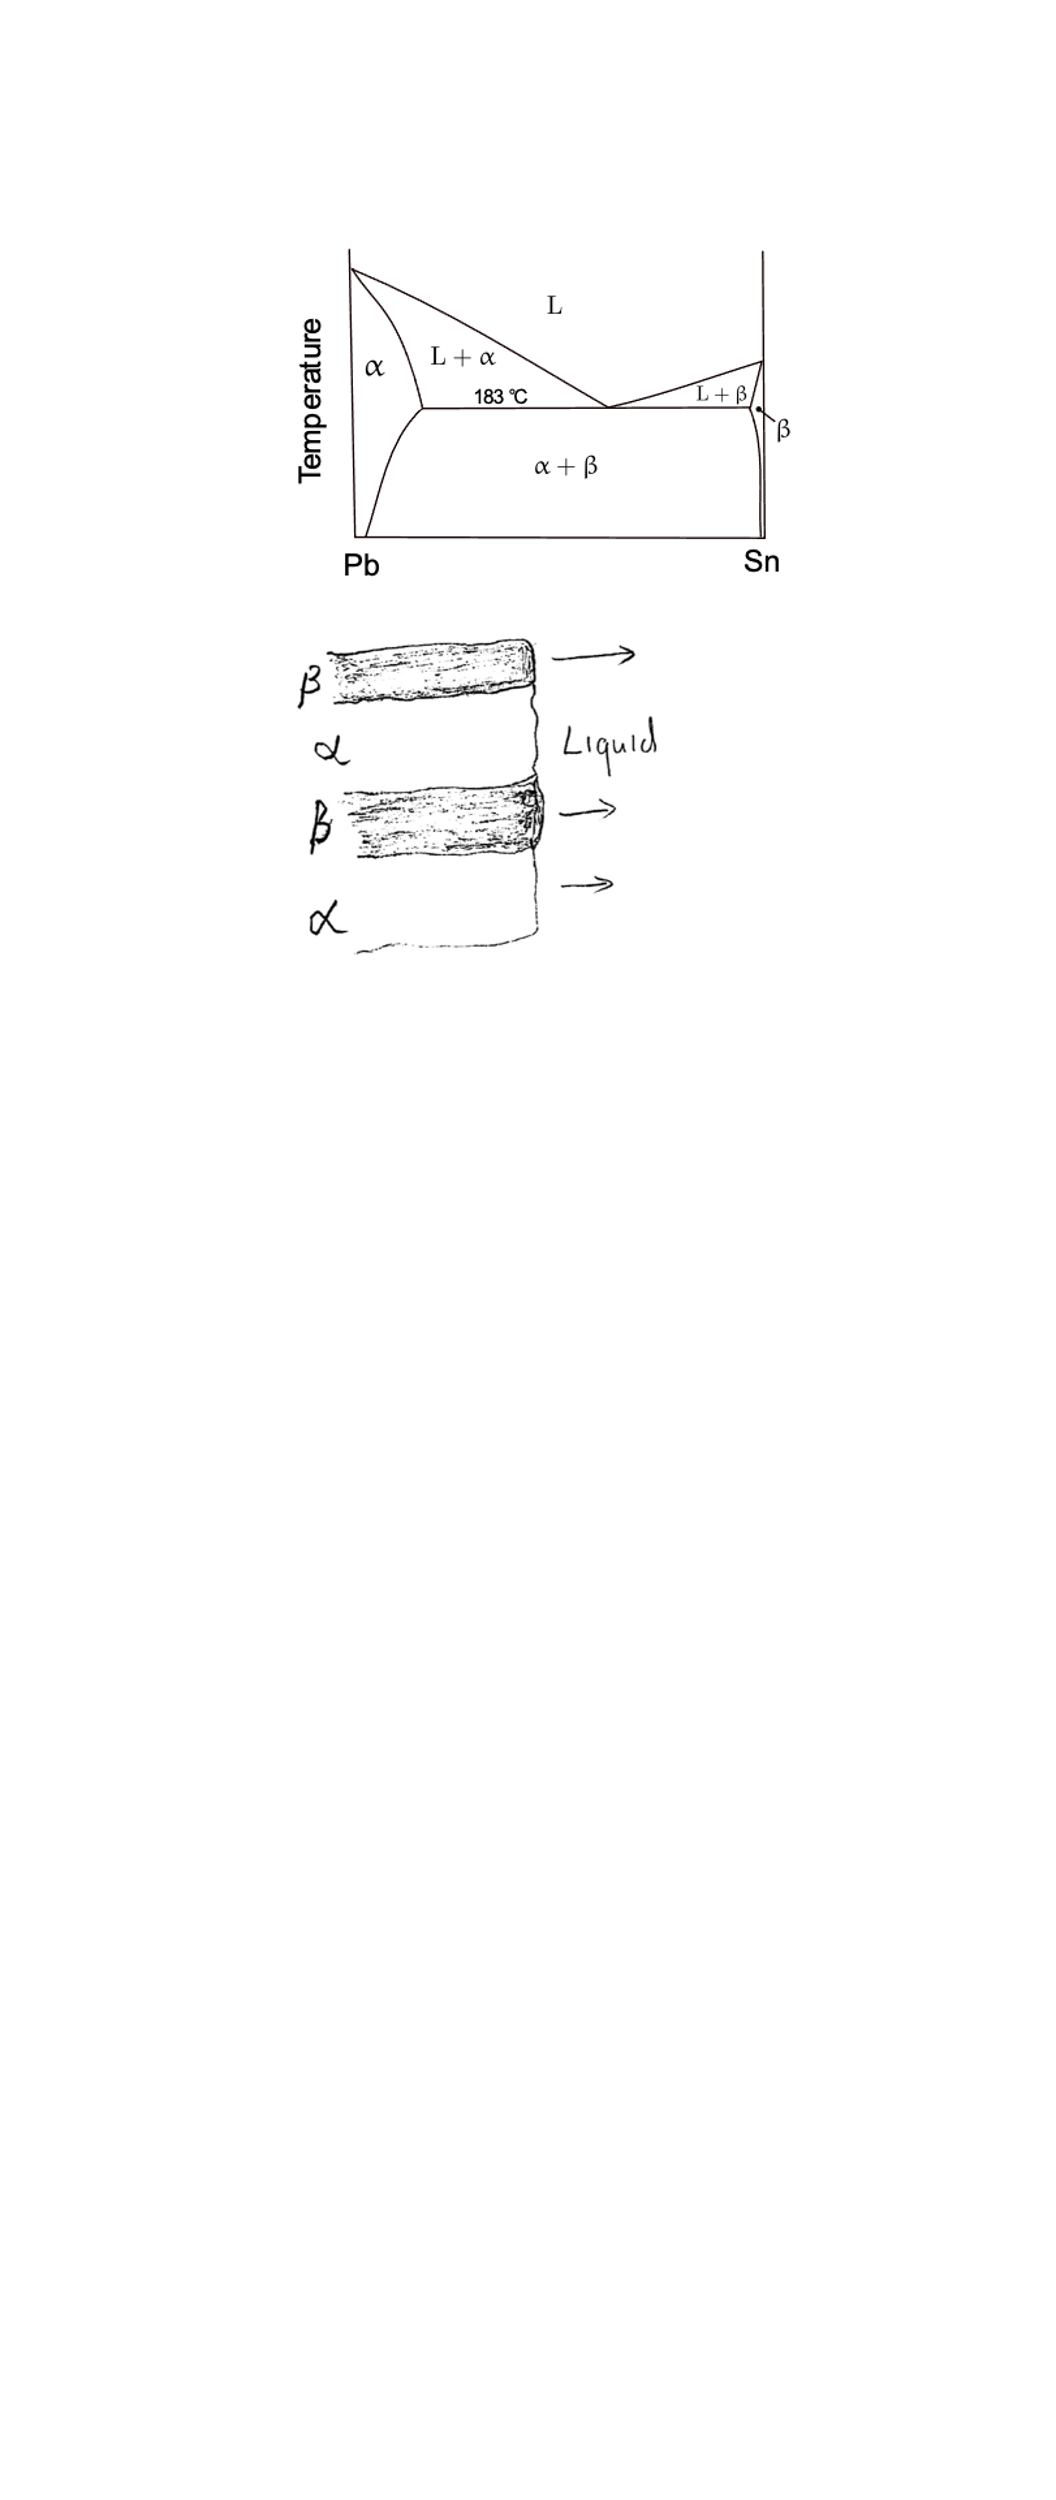 Temperature
L
L + α
α
183 °C
L + β
β
α + β
Pb
Sn
β
α
Liquid
β
α